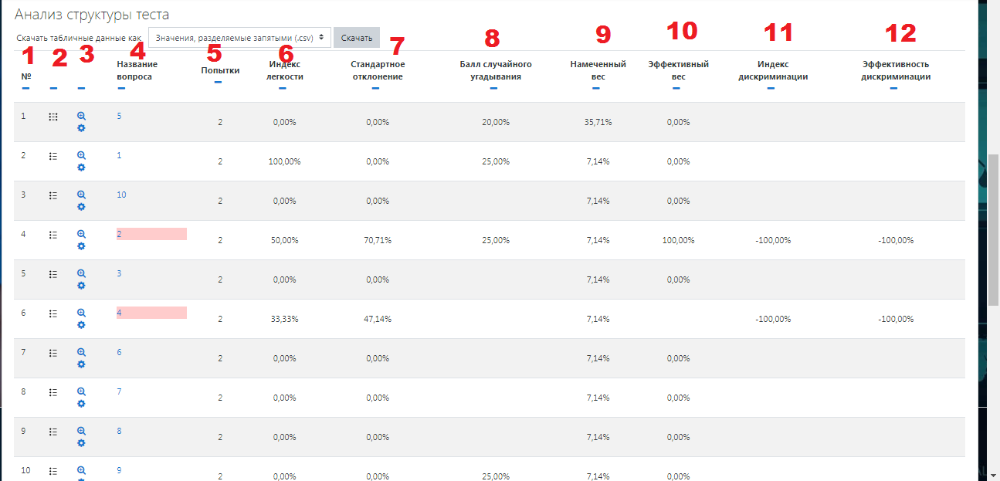 Анализ структуры теста
Скачать табличные данные как Значения, разделяемые запятыми (.csv) Скачать
1 2 3 4 5 6 7 8 9 10 11 12
№ Название вопроса Попытки Индекс легкости Стандартное отклонение Балл случайного угадывания Намеченный вес Эффективный вес Индекс дискриминации Эффективность дискриминации
1 5 2 0,00% 0,00% 20,00% 35,71% 0,00%
2 1 2 100,00% 0,00% 25,00% 7,14% 0,00%
3 10 2 0,00% 0,00% 7,14% 0,00%
4 2 2 50,00% 70,71% 25,00% 7,14% 100,00% -100,00% -100,00%
5 3 2 0,00% 0,00% 7,14% 0,00%
6 4 2 33,33% 47,14% 7,14% -100,00% -100,00%
7 6 2 0,00% 0,00% 7,14% 0,00%
8 7 2 0,00% 0,00% 7,14% 0,00%
9 8 2 0,00% 0,00% 7,14% 0,00%
10 9 2 0,00% 0,00% 25,00% 7,14% 0,00%